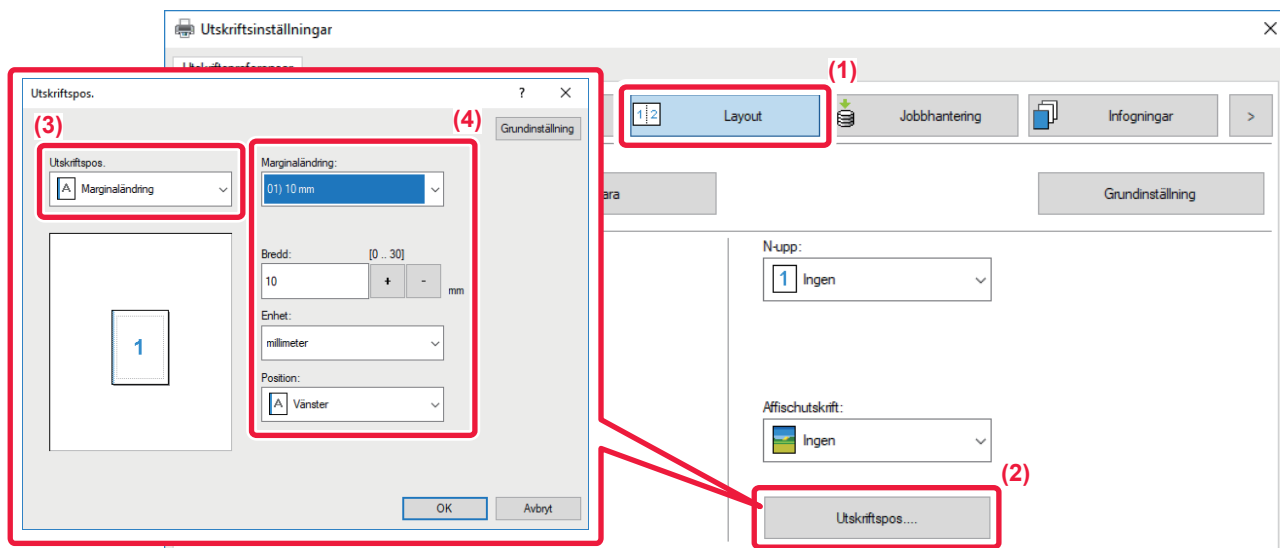 Utskriftsinställningar
(1)
Layout
Jobbhantering
Infogningar
>
Grundinställning
N-upp:
1 Ingen
Affischutskrift:
Ingen
(2)
Utskriftspos....
Utskriftspos.
?
(3)
(4)
Grundinställning
Utskriftspos.
A Marginaländring
1
Marginaländring:
01) 10 mm
Bredd: [0 .. 30]
10 + - mm
Enhet:
millimeter
Position:
A Vänster
OK Avbryt